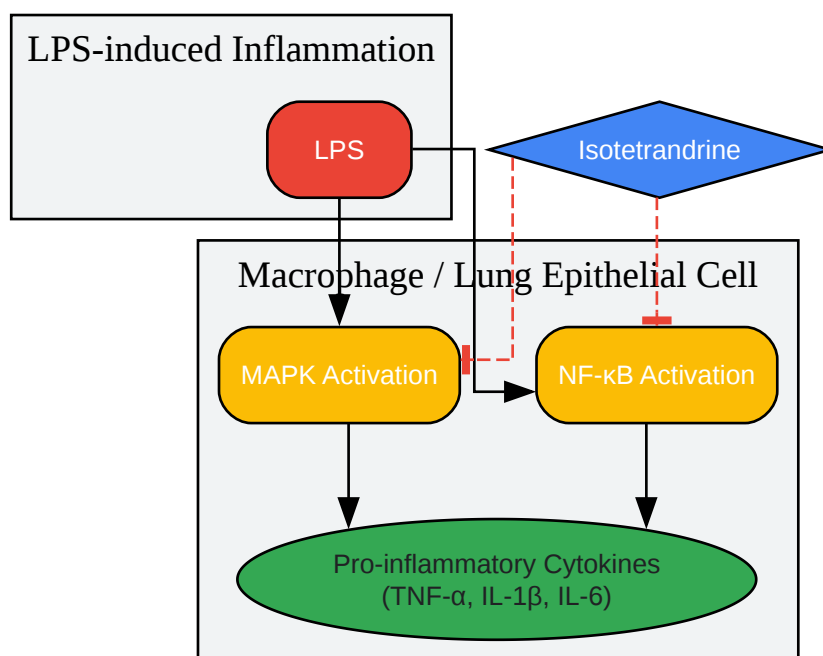 LPS-induced Inflammation
LPS
Isotetrandrine
Macrophage / Lung Epithelial Cell
MAPK Activation
NF-κB Activation
Pro-inflammatory Cytokines
(TNF-α, IL-1β, IL-6)